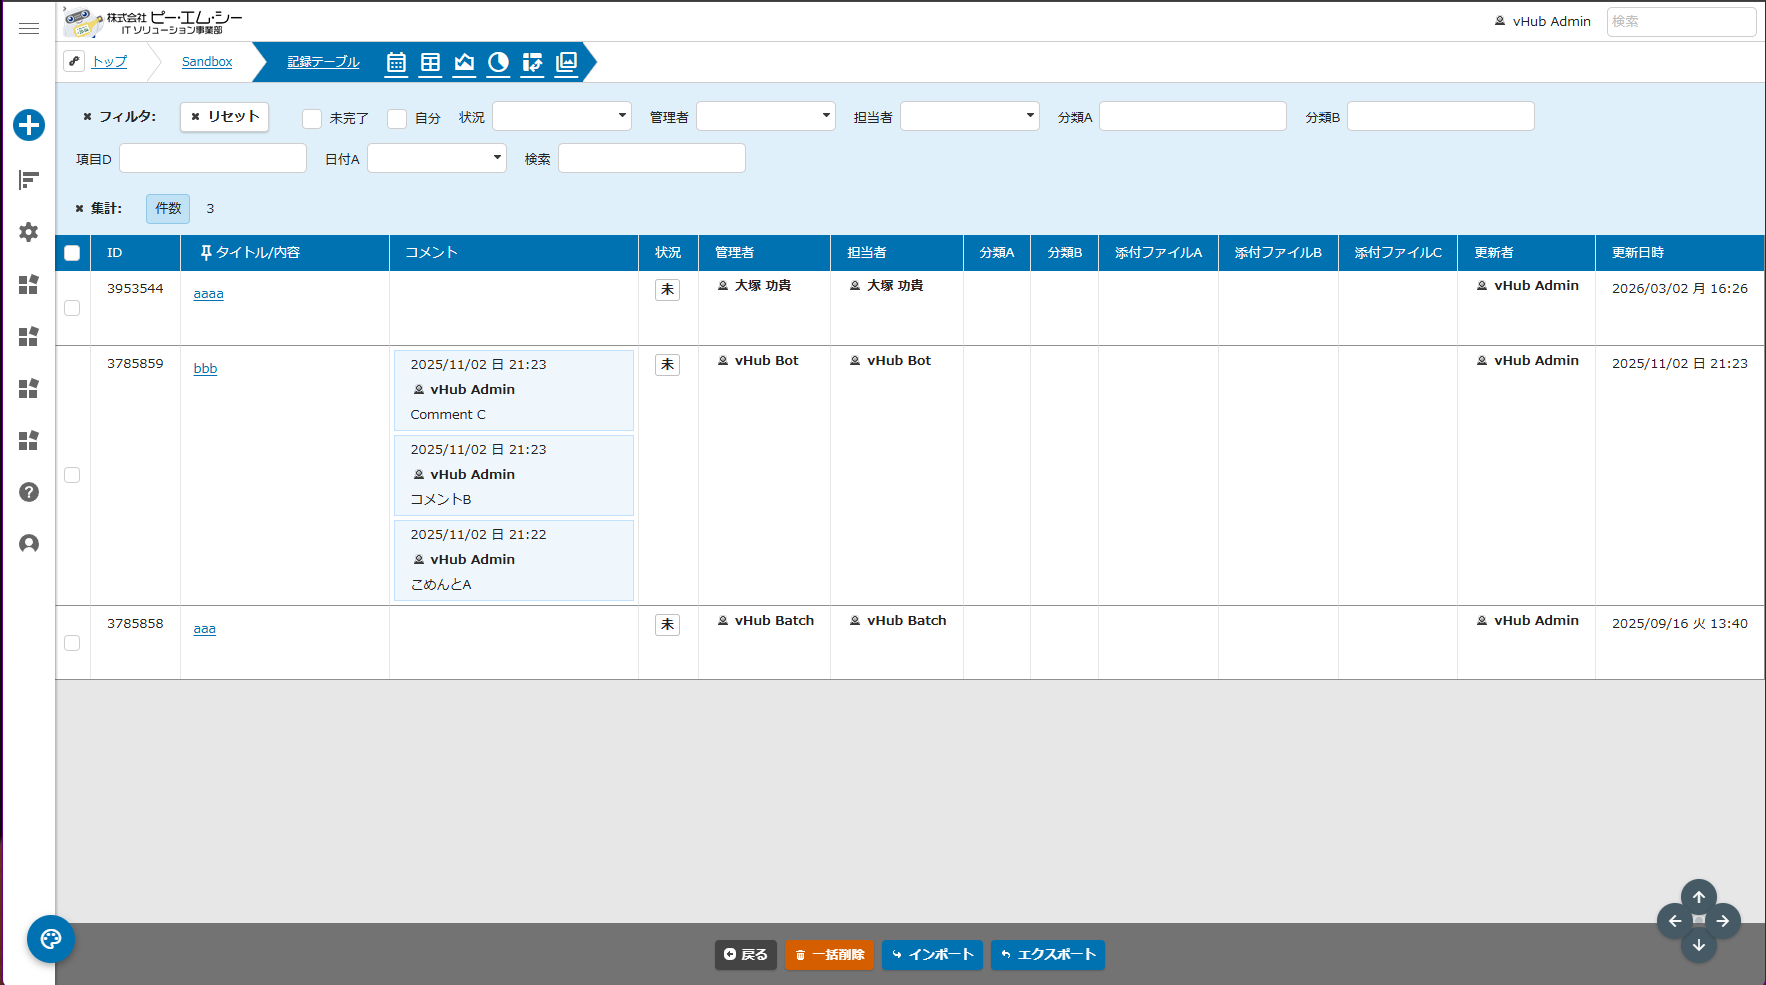 株式会社 ピー・エム・シー
ITソリューション事業部
vHub Admin
検索
トップ
Sandbox
記録テーブル
フィルタ:
リセット
未完了
自分
状況
管理者
担当者
分類A
分類B
項目D
日付A
検索
集計:
件数
3
ID
タイトル/内容
コメント
状況
管理者
担当者
分類A
分類B
添付ファイルA
添付ファイルB
添付ファイルC
更新者
更新日時
3953544
aaaa
未
大塚 功貴
大塚 功貴
vHub Admin
2026/03/02 月 16:26
3785859
bbb
2025/11/02 日 21:23
vHub Admin
Comment C
2025/11/02 日 21:23
vHub Admin
コメントB
2025/11/02 日 21:22
vHub Admin
こめんとA
未
vHub Bot
vHub Bot
vHub Admin
2025/11/02 日 21:23
3785858
aaa
未
vHub Batch
vHub Batch
vHub Admin
2025/09/16 火 13:40
戻る
一括削除
インポート
エクスポート